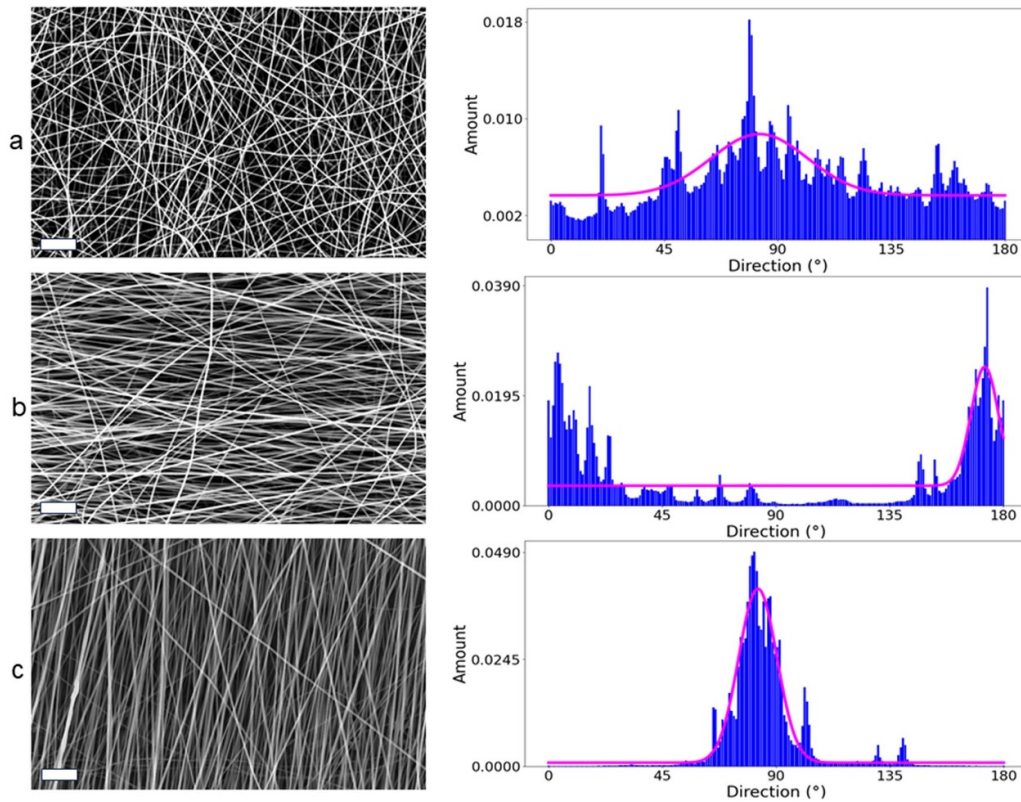 a
0.018
0.010
0.002
Amount
0 45 90 135 180
Direction (°)
b
0.0390
0.0195
0.0000
Amount
0 45 90 135 180
Direction (°)
c
0.0490
0.0245
0.0000
Amount
0 45 90 135 180
Direction (°)